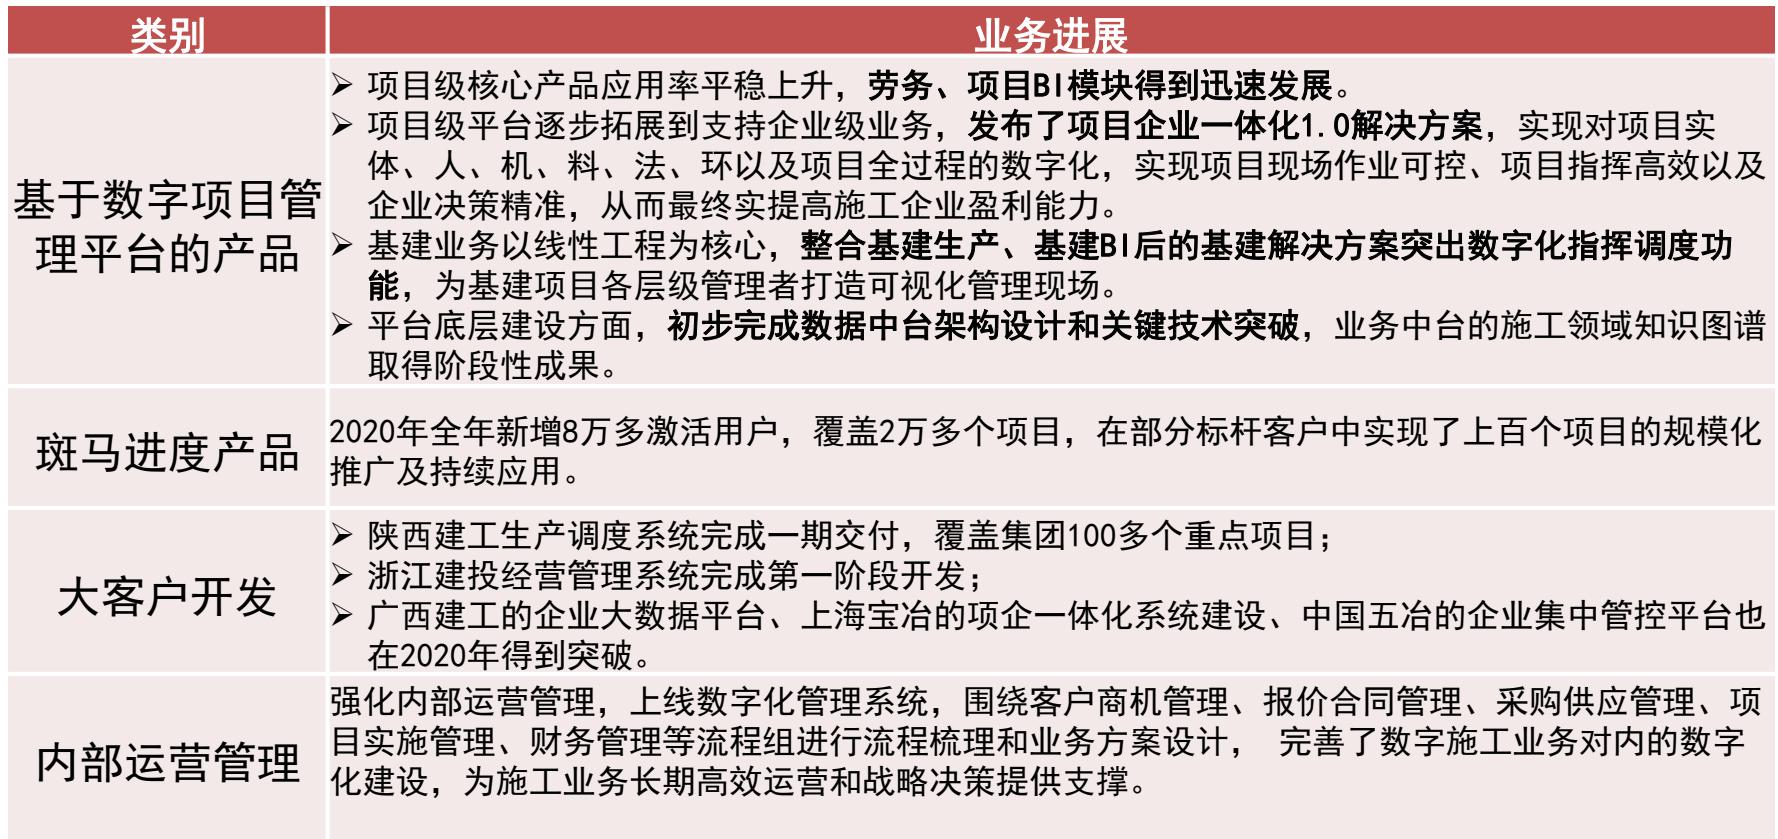 类别
业务进展
基于数字项目管
理平台的产品
➢ 项目级核心产品应用率平稳上升，劳务、项目BI模块得到迅速发展。
➢ 项目级平台逐步拓展到支持企业级业务，发布了项目企业一体化1.0解决方案，实现对项目实
体、人、机、料、法、环以及项目全过程的数字化，实现项目现场作业可控、项目指挥高效以及
企业决策精准，从而最终实提高施工企业盈利能力。
➢ 基建业务以线性工程为核心，整合基建生产、基建BI后的基建解决方案突出数字化指挥调度功
能，为基建项目各层级管理者打造可视化管理现场。
➢ 平台底层建设方面，初步完成数据中台架构设计和关键技术突破，业务中台的施工领域知识图谱
取得阶段性成果。
斑马进度产品
2020年全年新增8万多激活用户，覆盖2万多个项目，在部分标杆客户中实现了上百个项目的规模化
推广及持续应用。
大客户开发
➢ 陕西建工生产调度系统完成一期交付，覆盖集团100多个重点项目；
➢ 浙江建投经营管理系统完成第一阶段开发；
➢ 广西建工的企业大数据平台、上海宝冶的项企一体化系统建设、中国五冶的企业集中管控平台也
在2020年得到突破。
内部运营管理
强化内部运营管理，上线数字化管理系统，围绕客户商机管理、报价合同管理、采购供应管理、项
目实施管理、财务管理等流程组进行流程梳理和业务方案设计， 完善了数字施工业务对内的数字
化建设，为施工业务长期高效运营和战略决策提供支撑。